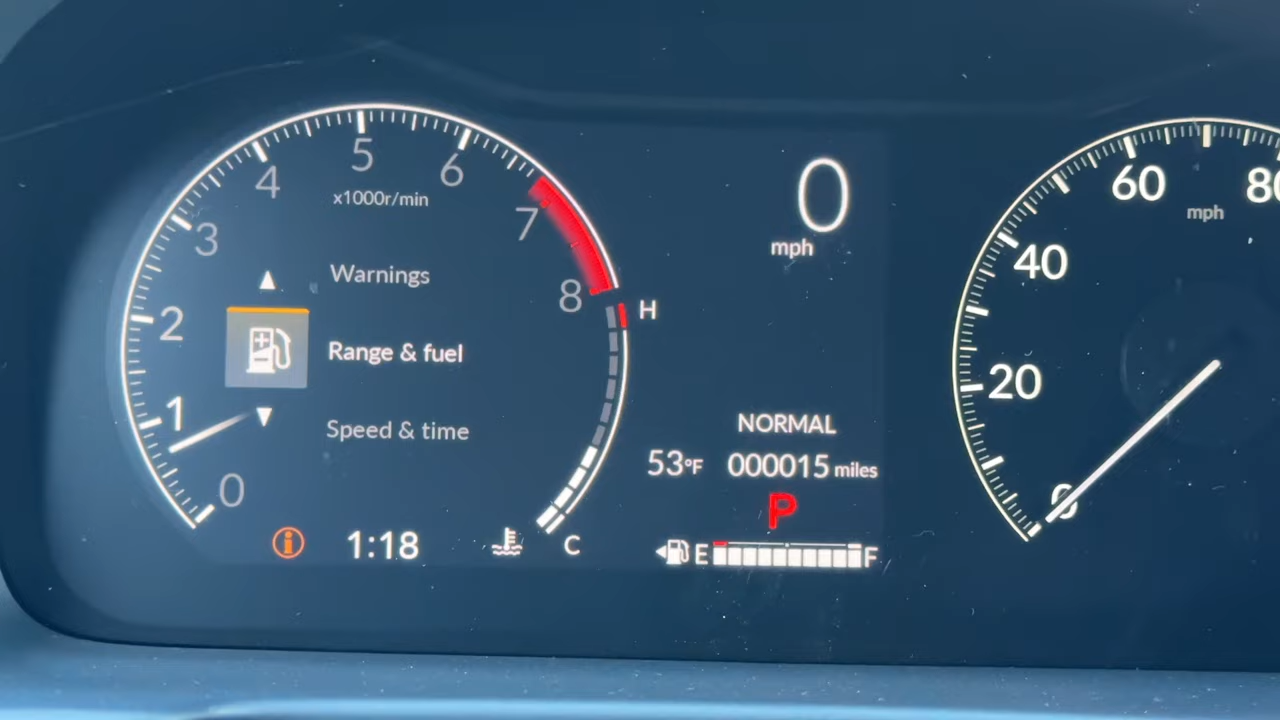 5
4
6
x1000r/min
3
7
Warnings
8
H
2
Range & fuel
1
Speed & time
0
1:18
C
0
mph
NORMAL
53°F 000015 miles
P
E F
60
80
mph
40
20
0